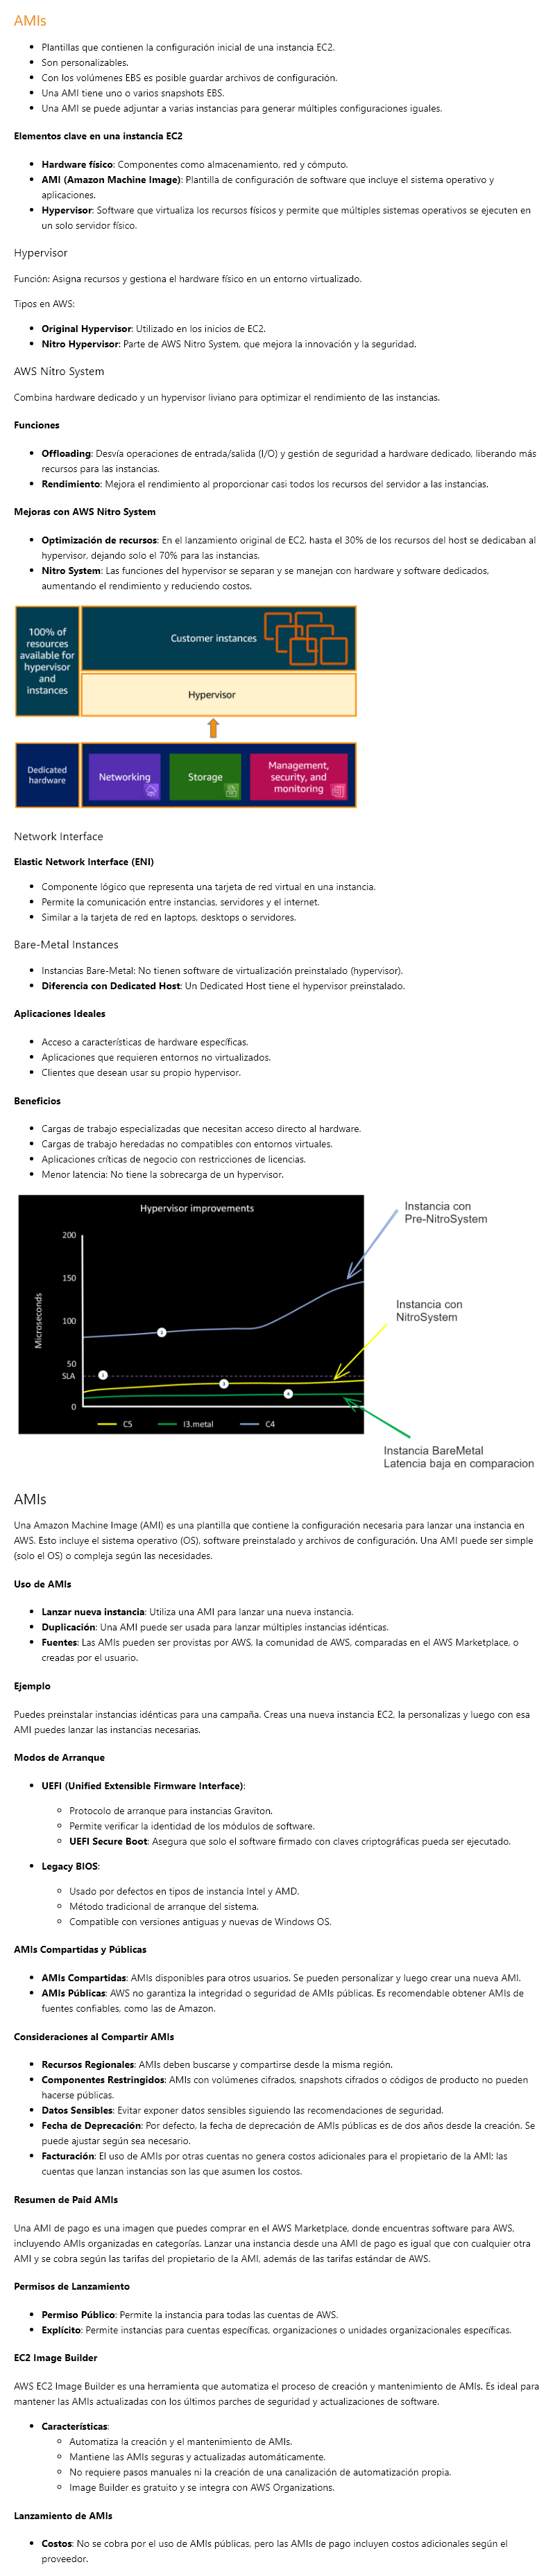 AMIs
• Plantillas que contienen la configuración inicial de una instancia EC2.
• Son personalizables.
• Con los volúmenes EBS es posible guardar archivos de configuración.
• Una AMI tiene uno o varios snapshots EBS.
• Una AMI se puede adjuntar a varias instancias para generar múltiples configuraciones iguales.
Elementos clave en una instancia EC2
• Hardware físico: Componentes como almacenamiento, red y cómputo.
• AMI (Amazon Machine Image): Plantilla de configuración de software que incluye el sistema operativo y
aplicaciones.
• Hypervisor: Software que virtualiza los recursos físicos y permite que múltiples sistemas operativos se ejecuten en
un solo servidor físico.
Hypervisor
Función: Asigna recursos y gestiona el hardware físico en un entorno virtualizado.
Tipos en AWS:
• Original Hypervisor: Utilizado en los inicios de EC2.
• Nitro Hypervisor: Parte de AWS Nitro System, que mejora la innovación y la seguridad.
AWS Nitro System
Combina hardware dedicado y un hypervisor liviano para optimizar el rendimiento de las instancias.
Funciones
• Offloading: Desvía operaciones de entrada/salida (I/O) y gestión de seguridad a hardware dedicado, liberando más
recursos para las instancias.
• Rendimiento: Mejora el rendimiento al proporcionar casi todos los recursos del servidor a las instancias.
Mejoras con AWS Nitro System
• Optimización de recursos: En el lanzamiento original de EC2, hasta el 30% de los recursos del host se dedicaban al
hypervisor, dejando solo el 70% para las instancias.
• Nitro System: Las funciones del hypervisor se separan y se manejan con hardware y software dedicados,
aumentando el rendimiento y reduciendo costos.
100% of
resources
available for
hypervisor
and
instances
Customer instances
Hypervisor
Dedicated
hardware
Networking
Storage
Management,
security, and
monitoring
Network Interface
Elastic Network Interface (ENI)
• Componente lógico que representa una tarjeta de red virtual en una instancia.
• Permite la comunicación entre instancias, servidores y el internet.
• Similar a la tarjeta de red en laptops, desktops o servidores.
Bare-Metal Instances
• Instancias Bare-Metal: No tienen software de virtualización preinstalado (hypervisor).
• Diferencia con Dedicated Host: Un Dedicated Host tiene el hypervisor preinstalado.
Aplicaciones Ideales
• Acceso a características de hardware específicas.
• Aplicaciones que requieren entornos no virtualizados.
• Clientes que desean usar su propio hypervisor.
Beneficios
• Cargas de trabajo especializadas que necesitan acceso directo al hardware.
• Cargas de trabajo heredadas no compatibles con entornos virtuales.
• Aplicaciones críticas de negocio con restricciones de licencias.
• Menor latencia: No tiene la sobrecarga de un hypervisor.
Hypervisor improvements
200
150
100
50
SLA
0
Microseconds
C5
I3.metal
C4
Instancia con
Pre-NitroSystem
Instancia con
NitroSystem
Instancia BareMetal
Latencia baja en comparacion
AMIs
Una Amazon Machine Image (AMI) es una plantilla que contiene la configuración necesaria para lanzar una instancia en
AWS. Esto incluye el sistema operativo (OS), software preinstalado y archivos de configuración. Una AMI puede ser simple
(solo el OS) o compleja según las necesidades.
Uso de AMIs
• Lanzar nueva instancia: Utiliza una AMI para lanzar una nueva instancia.
• Duplicación: Una AMI puede ser usada para lanzar múltiples instancias idénticas.
• Fuentes: Las AMIs pueden ser provistas por AWS, la comunidad de AWS, comparadas en el AWS Marketplace, o
creadas por el usuario.
Ejemplo
Puedes preinstalar instancias idénticas para una campaña. Creas una nueva instancia EC2, la personalizas y luego con esa
AMI puedes lanzar las instancias necesarias.
Modos de Arranque
• UEFI (Unified Extensible Firmware Interface):
○ Protocolo de arranque para instancias Graviton.
○ Permite verificar la identidad de los módulos de software.
○ UEFI Secure Boot: Asegura que solo el software firmado con claves criptográficas pueda ser ejecutado.
• Legacy BIOS:
○ Usado por defectos en tipos de instancia Intel y AMD.
○ Método tradicional de arranque del sistema.
○ Compatible con versiones antiguas y nuevas de Windows OS.
AMIs Compartidas y Públicas
• AMIs Compartidas: AMIs disponibles para otros usuarios. Se pueden personalizar y luego crear una nueva AMI.
• AMIs Públicas: AWS no garantiza la integridad o seguridad de AMIs públicas. Es recomendable obtener AMIs de
fuentes confiables, como las de Amazon.
Consideraciones al Compartir AMIs
• Recursos Regionales: AMIs deben buscarse y compartirse desde la misma región.
• Componentes Restringidos: AMIs con volúmenes cifrados, snapshots cifrados o códigos de producto no pueden
hacerse públicas.
• Datos Sensibles: Evitar exponer datos sensibles siguiendo las recomendaciones de seguridad.
• Fecha de Deprecación: Por defecto, la fecha de deprecación de AMIs públicas es de dos años desde la creación. Se
puede ajustar según sea necesario.
• Facturación: El uso de AMIs por otras cuentas no genera costos adicionales para el propietario de la AMI; las
cuentas que lanzan instancias son las que asumen los costos.
Resumen de Paid AMIs
Una AMI de pago es una imagen que puedes comprar en el AWS Marketplace, donde encuentras software para AWS,
incluyendo AMIs organizadas en categorías. Lanzar una instancia desde una AMI de pago es igual que con cualquier otra
AMI y se cobra según las tarifas del propietario de la AMI, además de las tarifas estándar de AWS.
Permisos de Lanzamiento
• Permiso Público: Permite la instancia para todas las cuentas de AWS.
• Explícito: Permite instancias para cuentas específicas, organizaciones o unidades organizacionales específicas.
EC2 Image Builder
AWS EC2 Image Builder es una herramienta que automatiza el proceso de creación y mantenimiento de AMIs. Es ideal para
mantener las AMIs actualizadas con los últimos parches de seguridad y actualizaciones de software.
• Características:
○ Automatiza la creación y el mantenimiento de AMIs.
○ Mantiene las AMIs seguras y actualizadas automáticamente.
○ No requiere pasos manuales ni la creación de una canalización de automatización propia.
○ Image Builder es gratuito y se integra con AWS Organizations.
Lanzamiento de AMIs
• Costos: No se cobra por el uso de AMIs públicas, pero las AMIs de pago incluyen costos adicionales según el
proveedor.